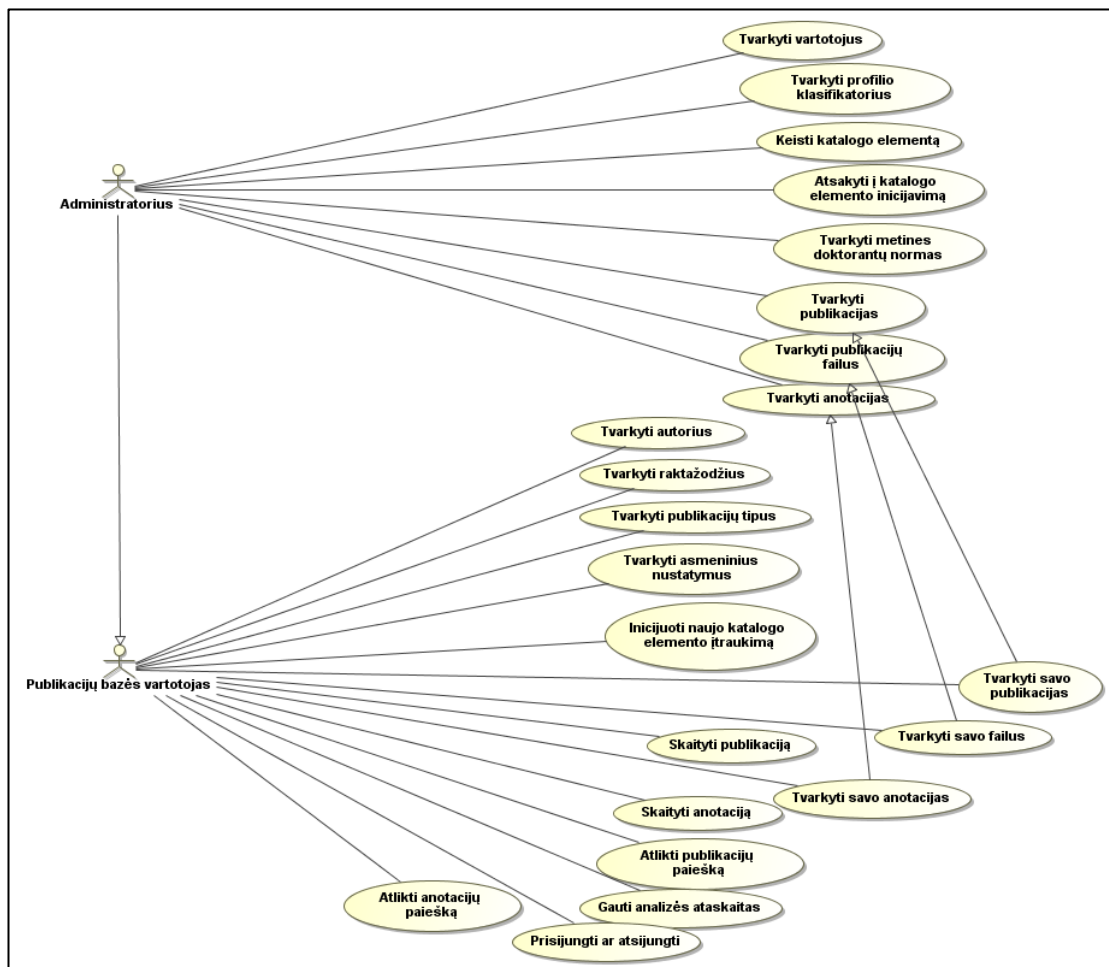 Tvarkyti vartotojus
Tvarkyti profilio
klasifikatorius
Keisti katalogo elementą
Atsakyti į katalogo
elemento inicijavimą
Administratorius
Tvarkyti metines
doktorantų normas
Tvarkyti
publikacijas
Tvarkyti publikacijų
failus
Tvarkyti anotacijas
Tvarkyti autorius
Tvarkyti raktažodžius
Tvarkyti publikacijų tipus
Tvarkyti asmeninius
nustatymus
Inicijuoti naujo katalogo
elemento įtraukimą
Publikacijų bazės vartotojas
Tvarkyti savo
publikacijas
Tvarkyti savo failus
Skaityti publikaciją
Tvarkyti savo anotacijas
Skaityti anotaciją
Atlikti publikacijų
paiešką
Atlikti anotacijų
paiešką
Gauti analizės ataskaitas
Prisijungti ar atsijungti